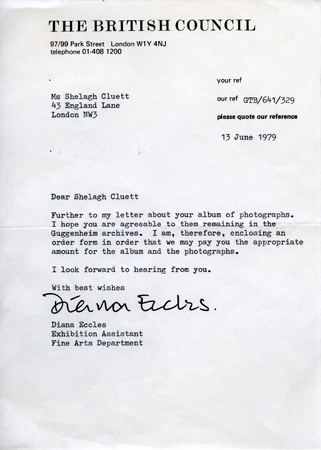 THE BRITISH COUNCIL
97/99 Park Street London W1Y 4NJ
telephone 01-408 1200
your ref
Ms Shelagh Cluett
43 England Lane
London NW3
our ref GTB/641/329
please quote our reference
13 June 1979
Dear Shelagh Cluett
Further to my letter about your album of photographs.
I hope you are agreeable to them remaining in the
Guggenheim archives. I am, therefore, enclosing an
order form in order that we may pay you the appropriate
amount for the album and the photographs.
I look forward to hearing from you.
With best wishes
Diana Eccles.
Diana Eccles
Exhibition Assistant
Fine Arts Department